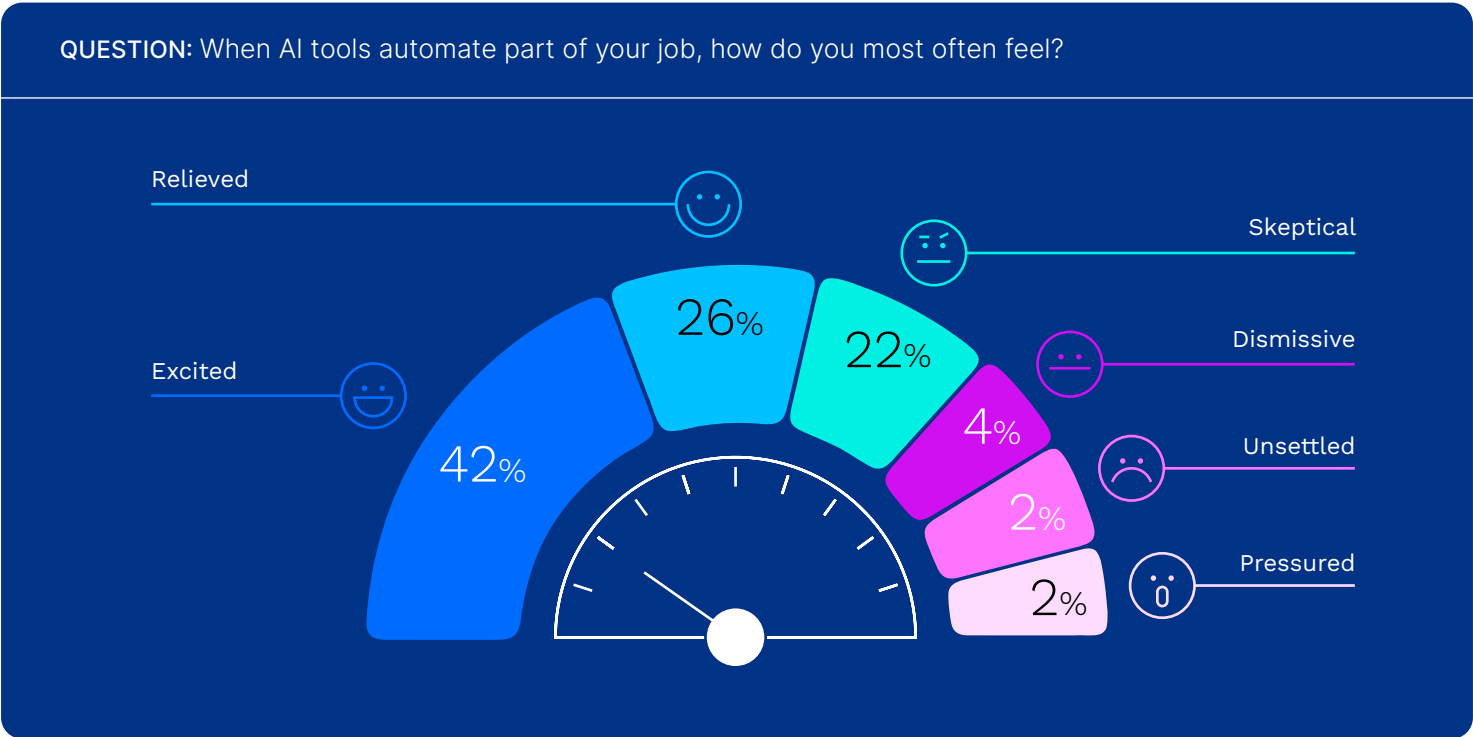 QUESTION: When AI tools automate part of your job, how do you most often feel?
Relieved
Skeptical
Dismissive
Excited
Unsettled
Pressured
26%
22%
4%
42%
2%
2%